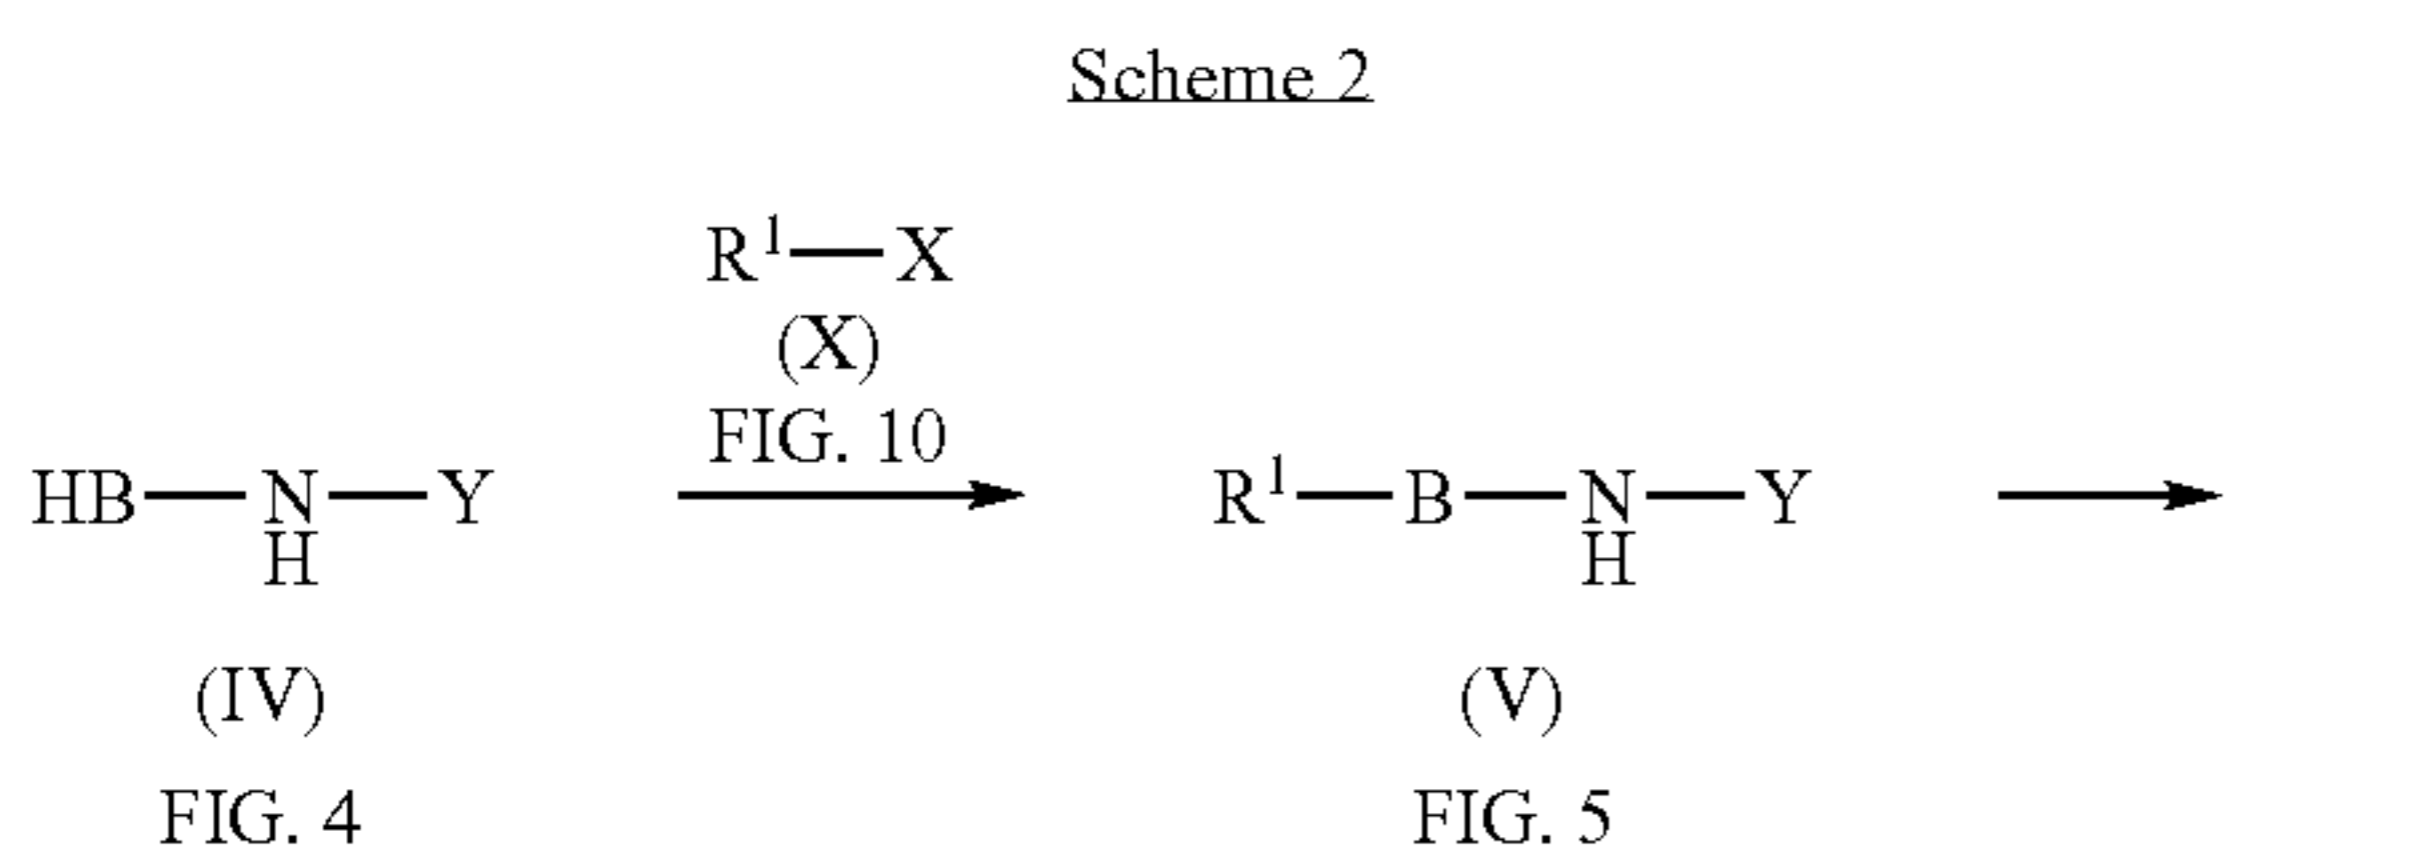 Scheme 2
R¹—X
(X)
FIG. 10
HB—N—Y
H
R¹—B—N—Y
H
(IV)
(V)
FIG. 4
FIG. 5